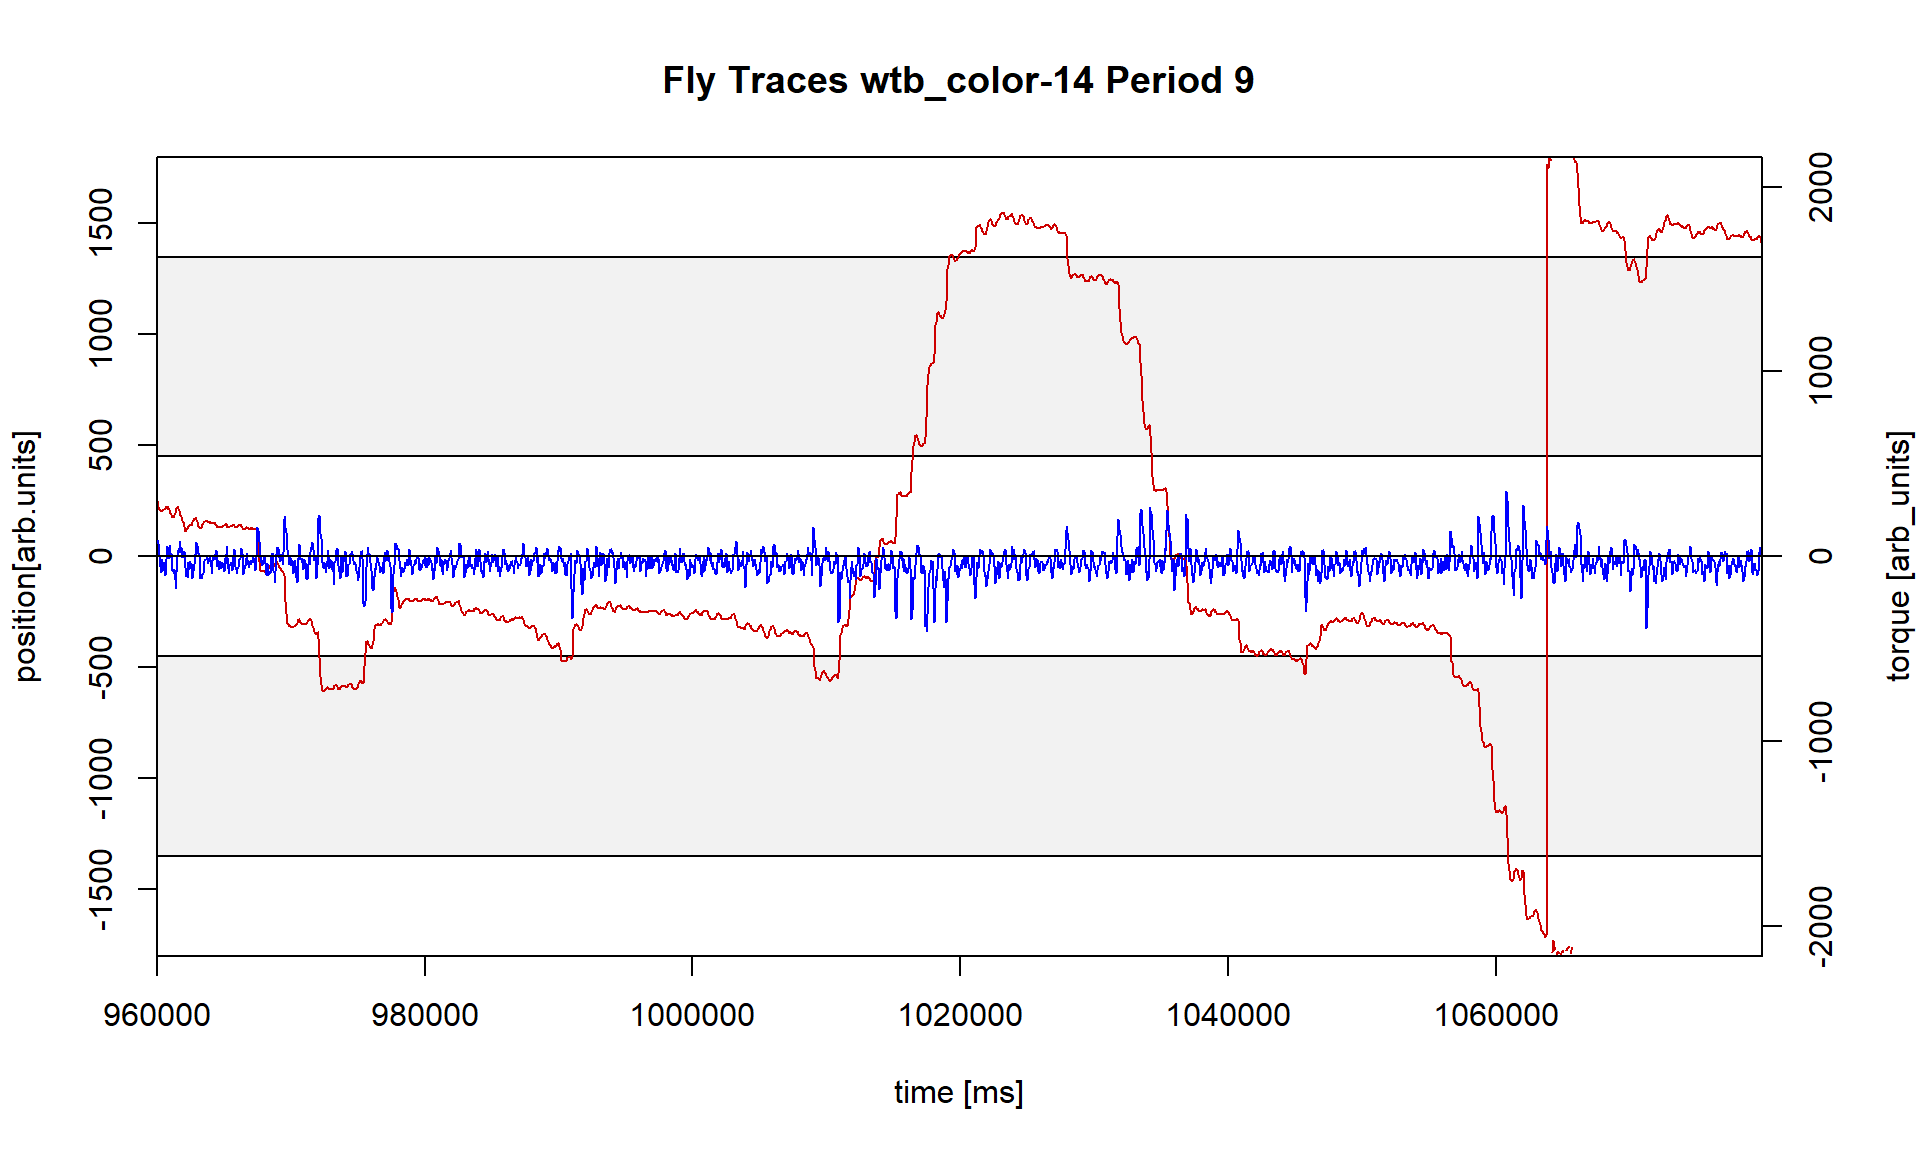 Fly Traces wtb_color-14 Period 9
position[arb.units]
1500
1000
500
0
-500
-1000
-1500
2000
1000
0
-1000
-2000
torque [arb_units]
960000 980000 1000000 1020000 1040000 1060000
time [ms]